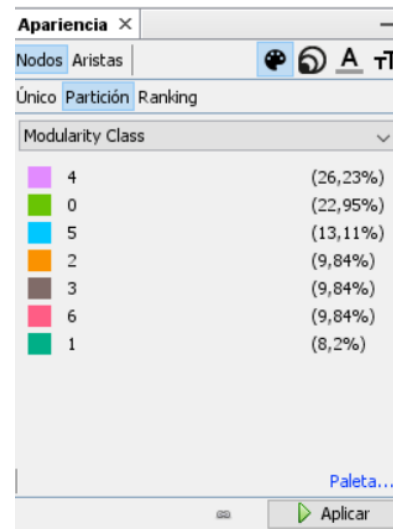 Apariencia ×
Nodos Aristas A TT
Único Partición Ranking
Modularity Class
4 (26,23%)
0 (22,95%)
5 (13,11%)
2 (9,84%)
3 (9,84%)
6 (9,84%)
1 (8,2%)
Paleta...
Aplicar